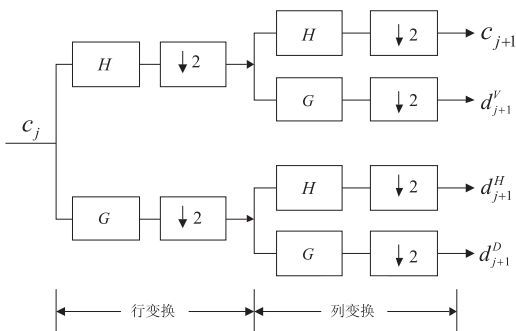 H ↓2 H ↓2 c_{j+1}
G ↓2 d^V_{j+1}
c_j
G ↓2 H ↓2 d^H_{j+1}
G ↓2 d^D_{j+1}
行变换 列变换